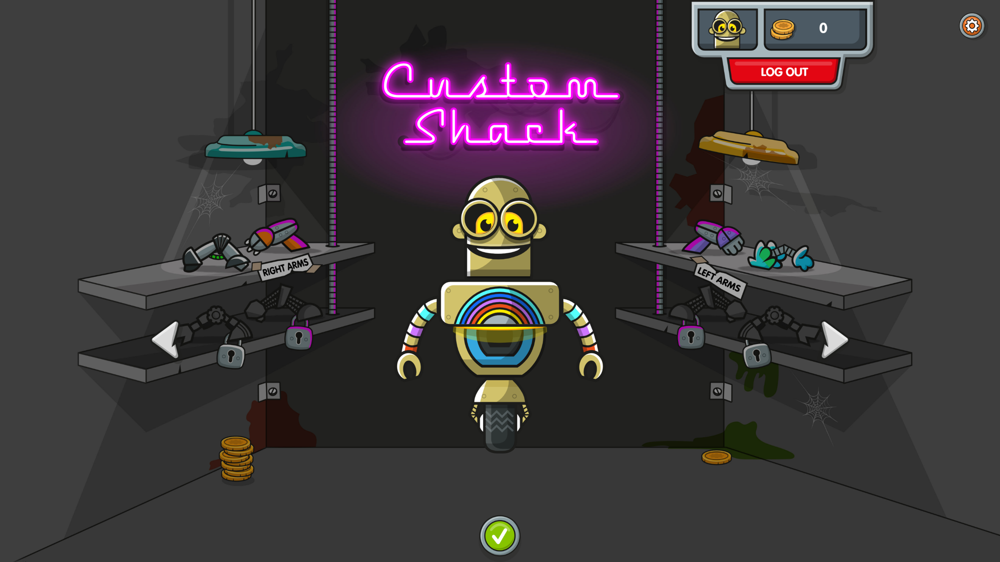 Custom
Shack
0
LOG OUT
RIGHT ARMS
LEFT ARMS